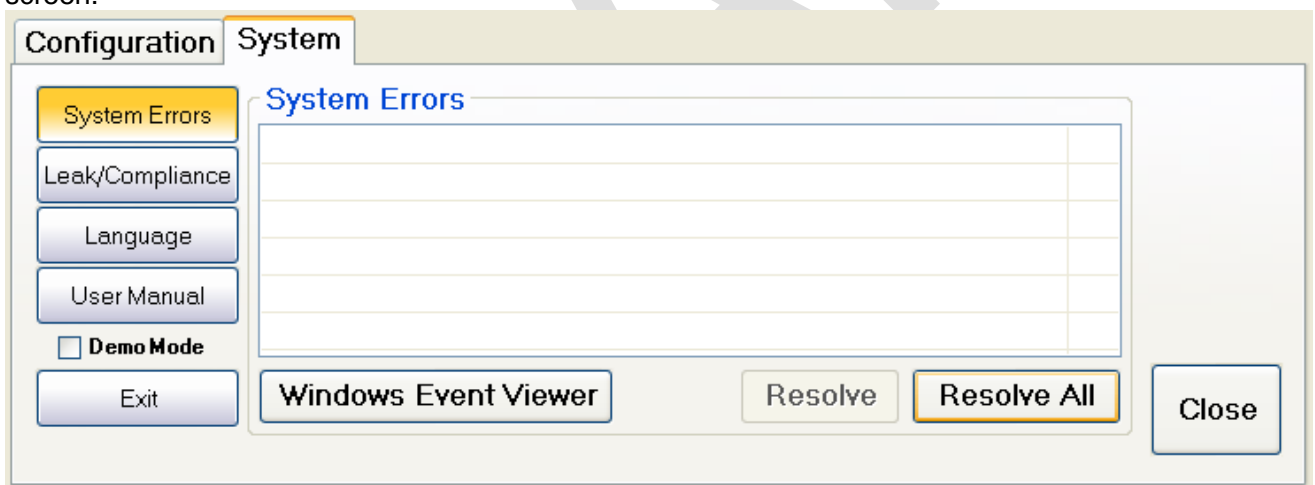 screen.
Configuration System
System Errors
System Errors
Leak/Compliance
Language
User Manual
Demo Mode
Exit
Windows Event Viewer Resolve Resolve All
Close